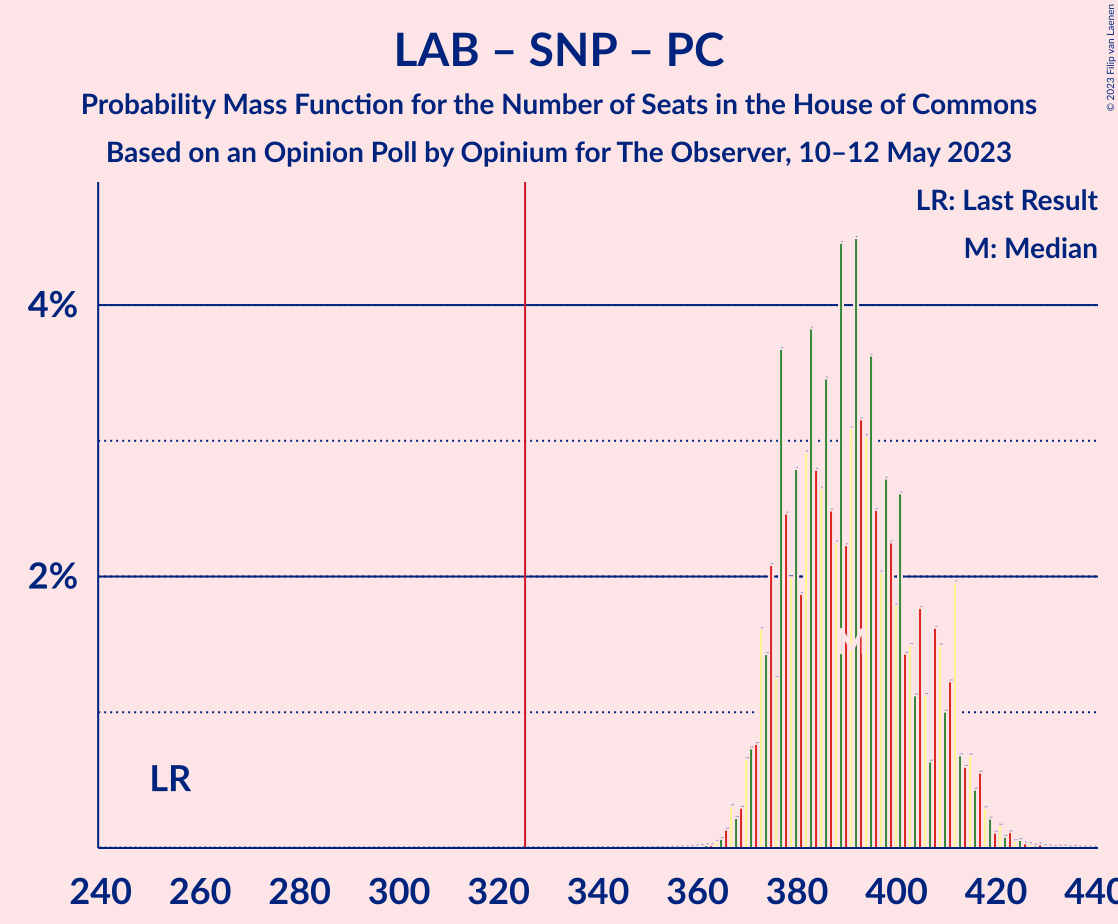 LAB – SNP – PC
Probability Mass Function for the Number of Seats in the House of Commons
Based on an Opinion Poll by Opinium for The Observer, 10–12 May 2023
© 2023 Filip van Laenen
LR: Last Result
M: Median
4%
2%
M
LR
240 260 280 300 320 340 360 380 400 420 440